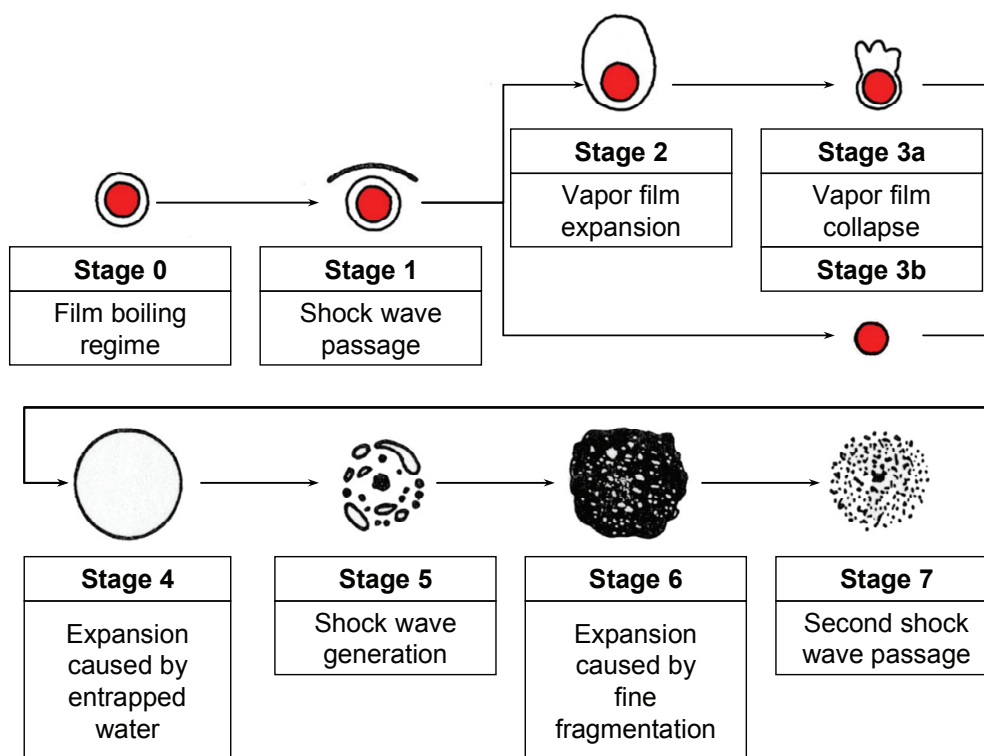 Stage 2
Vapor film
expansion
Stage 3a
Vapor film
collapse
Stage 3b
Stage 0
Film boiling
regime
Stage 1
Shock wave
passage
Stage 4
Expansion
caused by
entrapped
water
Stage 5
Shock wave
generation
Stage 6
Expansion
caused by
fine
fragmentation
Stage 7
Second shock
wave passage